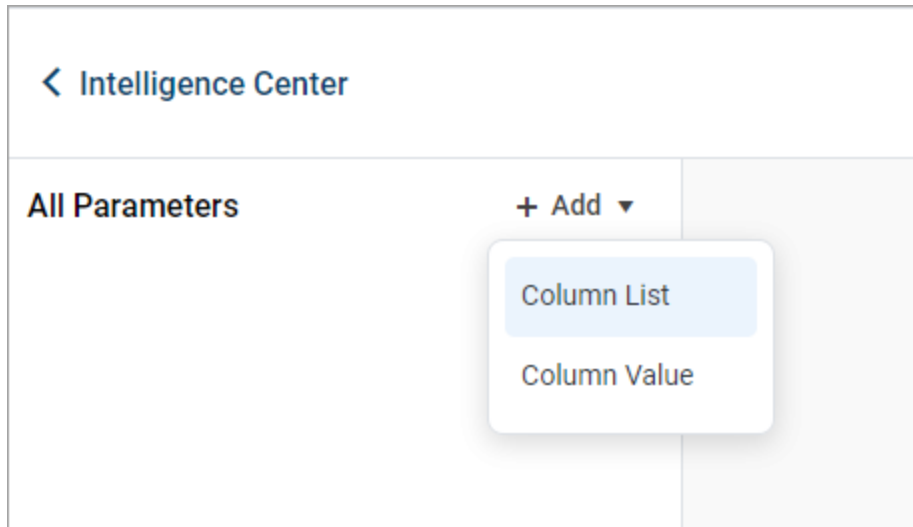 Intelligence Center
All Parameters
+ Add
Column List
Column Value